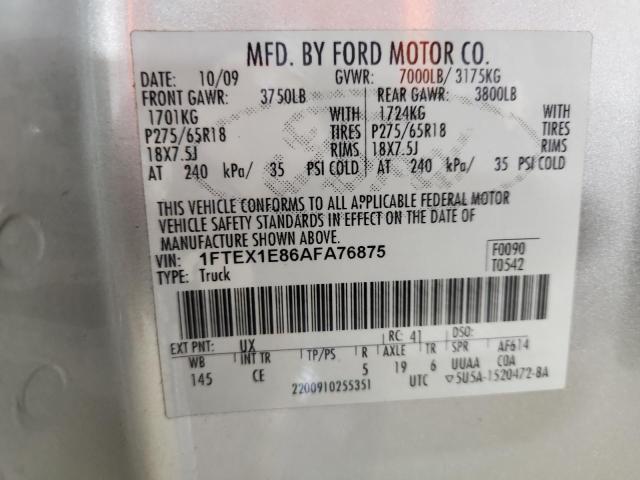 MFD. BY FORD MOTOR CO.
DATE: 10/09 GVWR: 7000LB/ 3175KG
FRONT GAWR: 3750LB REAR GAWR: 3800LB
1701KG WITH 1724KG WITH
P275/65R18 TIRES P275/65R18 TIRES
18X7.5J RIMS 18X7.5J RIMS
AT 240 kPa/ 35 PSI COLD AT 240 kPa/ 35 PSI COLD
THIS VEHICLE CONFORMS TO ALL APPLICABLE FEDERAL MOTOR
VEHICLE SAFETY STANDARDS IN EFFECT ON THE DATE OF
MANUFACTURE SHOWN ABOVE.
VIN: 1FTEX1E86AFA76875 F0090
TYPE: Truck T0542
EXT PNT: UX RC: 41 DSO:
WB INT TR TP/PS R AXLE TR SPR AF614
145 CE 5 19 6 UUAA COA
2200910255351 UTC 5U5A-1520472-BA